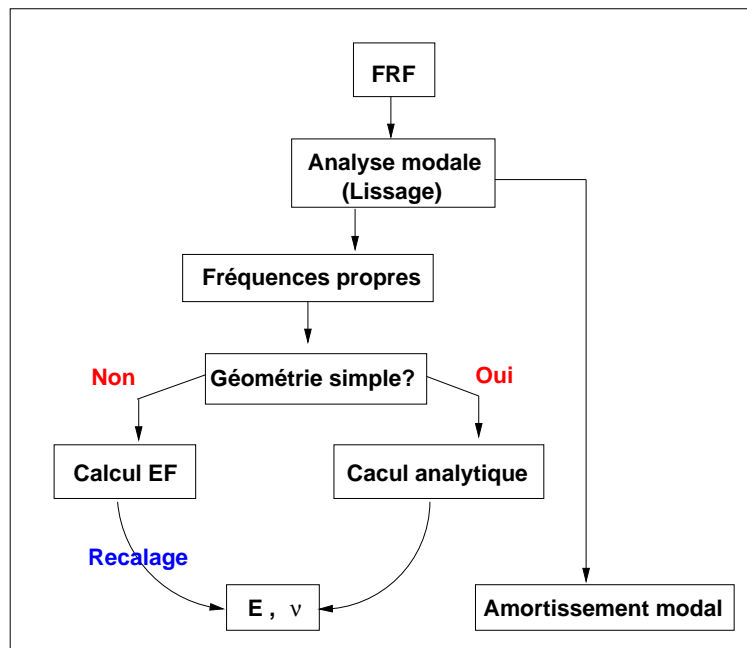 FRF
Analyse modale
(Lissage)
Fréquences propres
Géométrie simple?
Non
Oui
Calcul EF
Cacul analytique
Recalage
E , ν
Amortissement modal